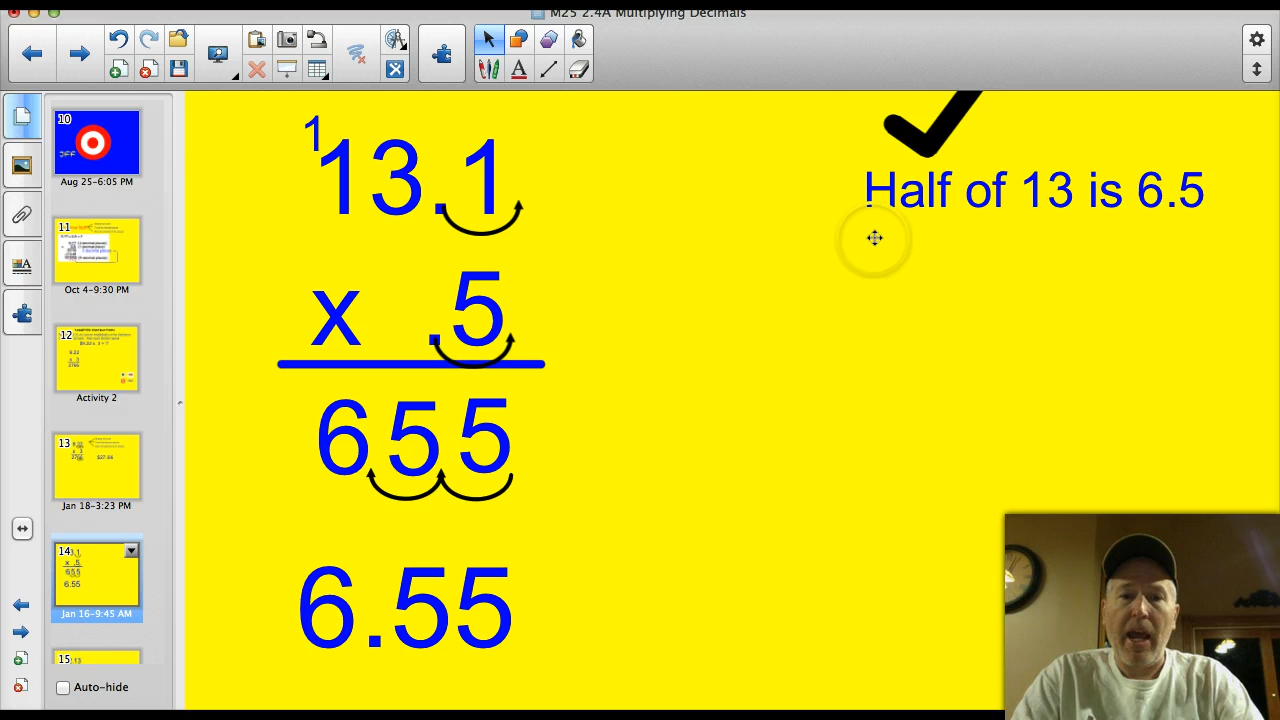 M25 2.4A Multiplying Decimals
10
Aug 25-6:05 PM
11
Oct 4-9:30 PM
12
Activity 2
13
Jan 18-3:23 PM
14
Jan 16-9:45 AM
15
Auto-hide
1
13.1
x .5
655
6.55
Half of 13 is 6.5